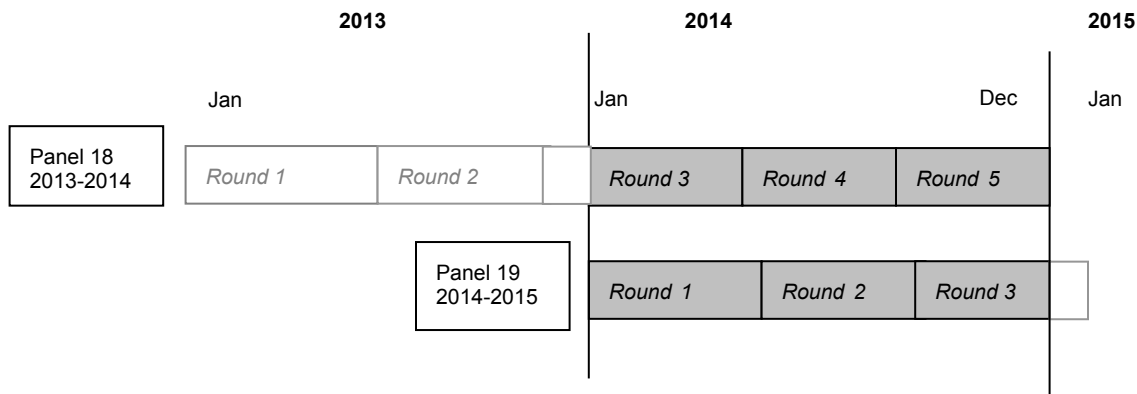 2013 2014 2015
Jan Jan Dec Jan
Panel 18
2013-2014
Round 1 Round 2 Round 3 Round 4 Round 5
Panel 19
2014-2015
Round 1 Round 2 Round 3